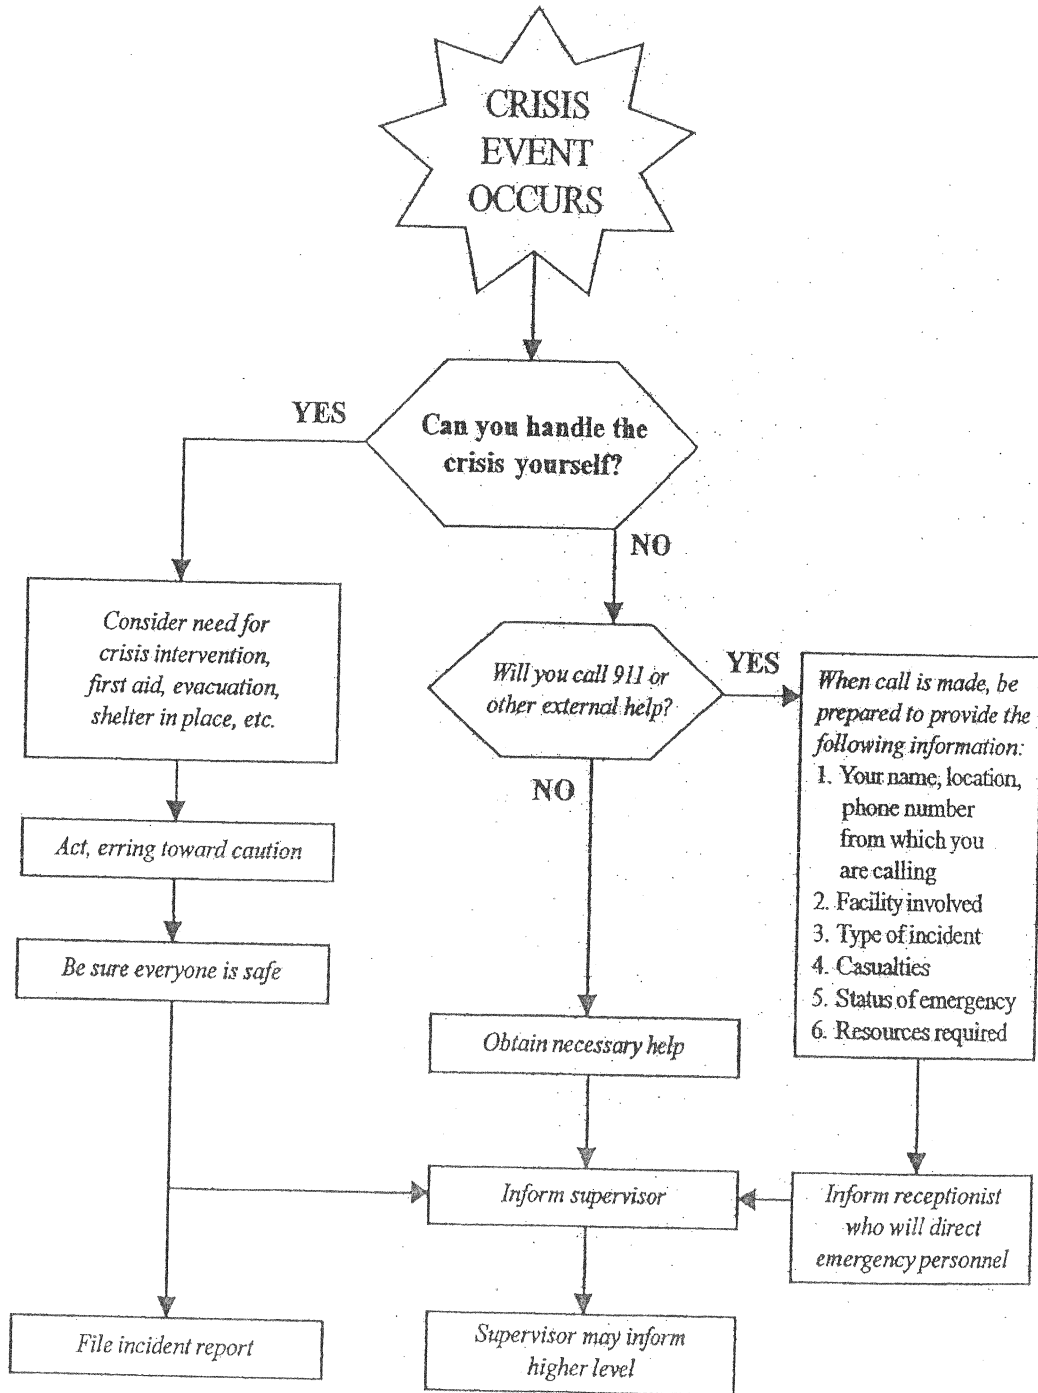 CRISIS
EVENT
OCCURS
YES
Can you handle the
crisis yourself?
NO
Consider need for
crisis intervention,
first aid, evacuation,
shelter in place, etc.
Will you call 911 or
other external help?
YES
When call is made, be
prepared to provide the
following information:
1. Your name, location,
phone number
from which you
are calling
2. Facility involved
3. Type of incident
4. Casualties
5. Status of emergency
6. Resources required
NO
Act, erring toward caution
Be sure everyone is safe
Obtain necessary help
Inform supervisor
Inform receptionist
who will direct
emergency personnel
File incident report
Supervisor may inform
higher level